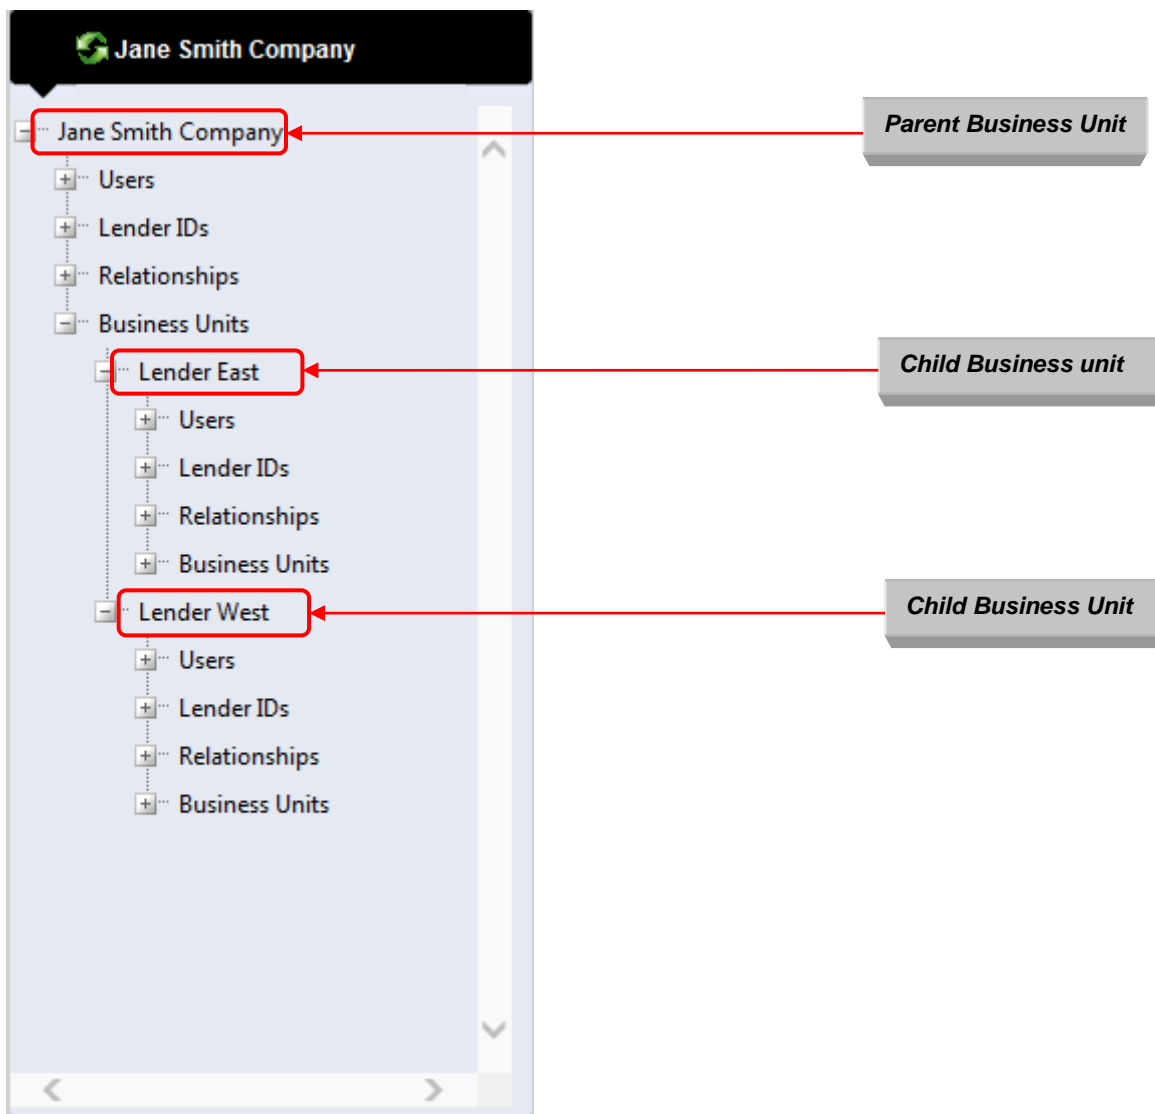 Jane Smith Company
Jane Smith Company
Parent Business Unit
Users
Lender IDs
Relationships
Business Units
Lender East
Child Business unit
Users
Lender IDs
Relationships
Business Units
Lender West
Child Business Unit
Users
Lender IDs
Relationships
Business Units